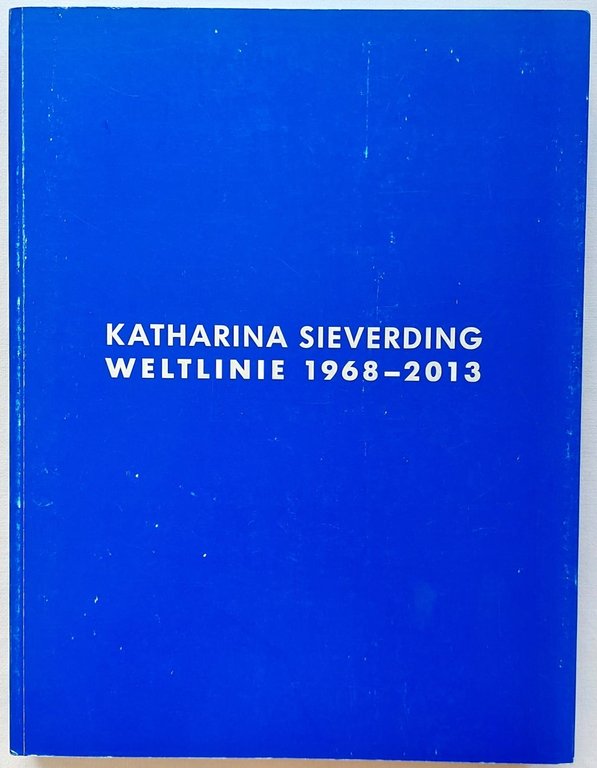 KATHARINA SIEVERDING
WELTLINIE 1968–2013